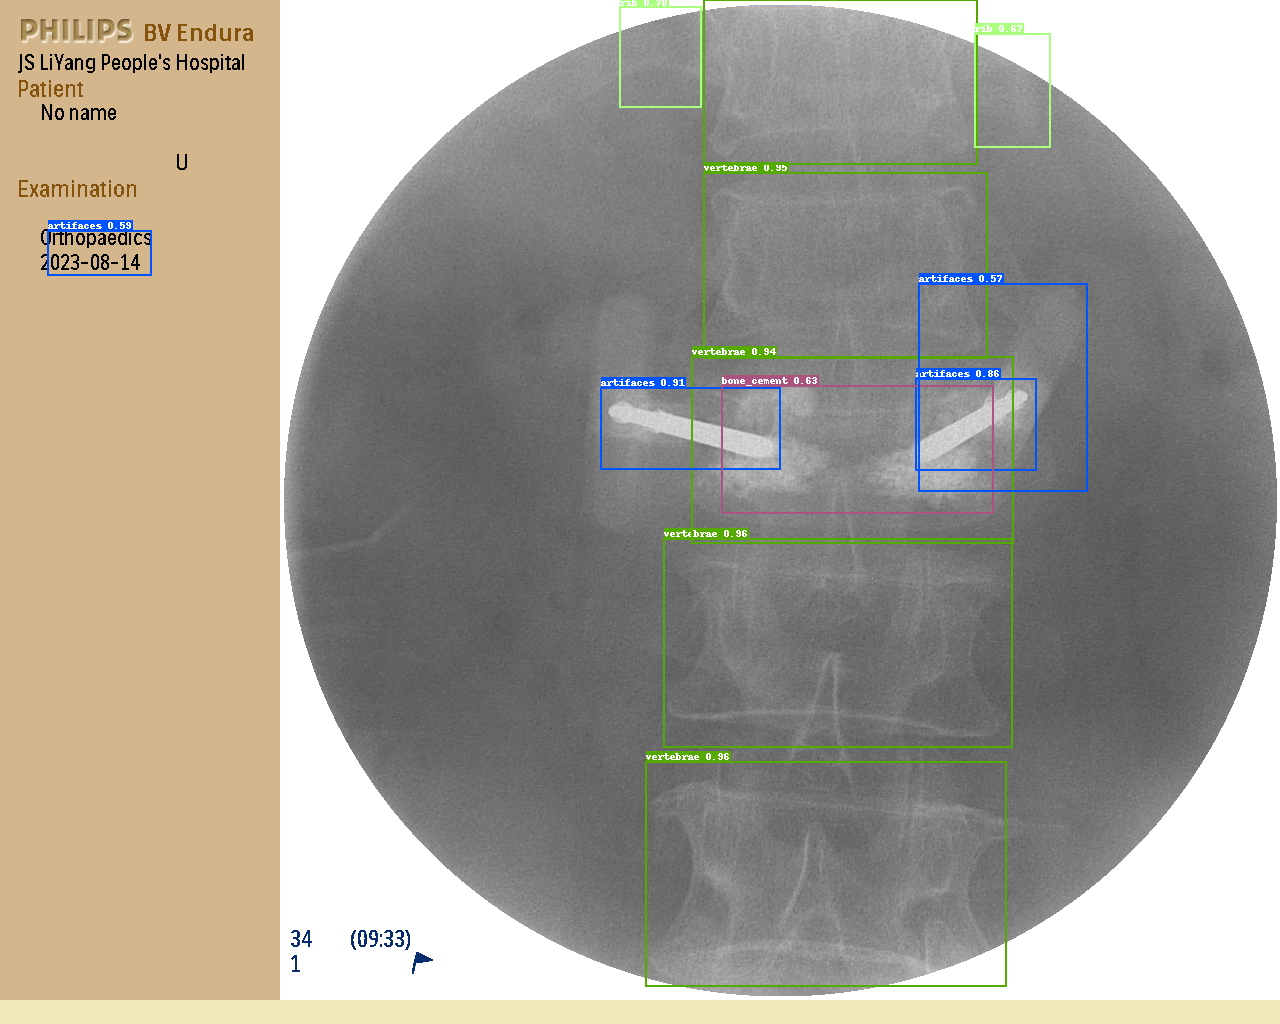 PHILIPS BV Endura
JS LiYang People's Hospital
Patient
No name
U
Examination
artifaces 0.59
Orthopaedics
2023-08-14
rib 0.78
rib 0.67
vertebrae 0.95
artifaces 0.57
vertebrae 0.94
artifaces 0.86
artifaces 0.91
bone_cement 0.63
vertebrae 0.96
vertebrae 0.96
34 (09:33)
1